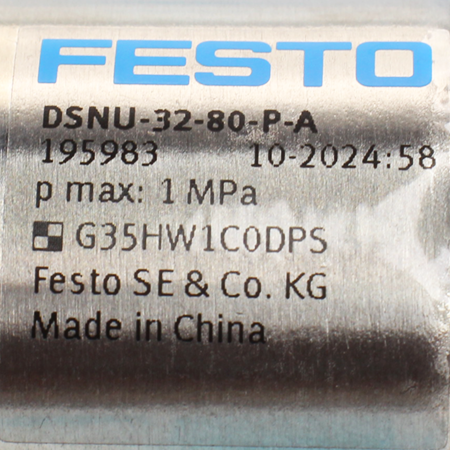 FESTO
DSNU-32-80-P-A
195983 10-2024:58
p max: 1 MPa
G35HW1C0DPS
Festo SE & Co. KG
Made in China